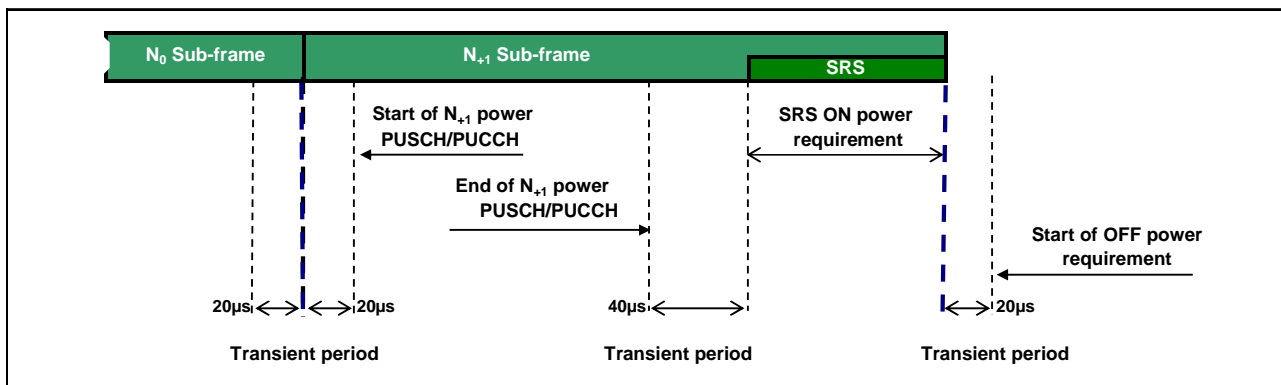 N₀ Sub-frame
N₊₁ Sub-frame
SRS
Start of N₊₁ power
PUSCH/PUCCH
SRS ON power
requirement
End of N₊₁ power
PUSCH/PUCCH
Start of OFF power
requirement
20µs
20µs
40µs
20µs
Transient period
Transient period
Transient period